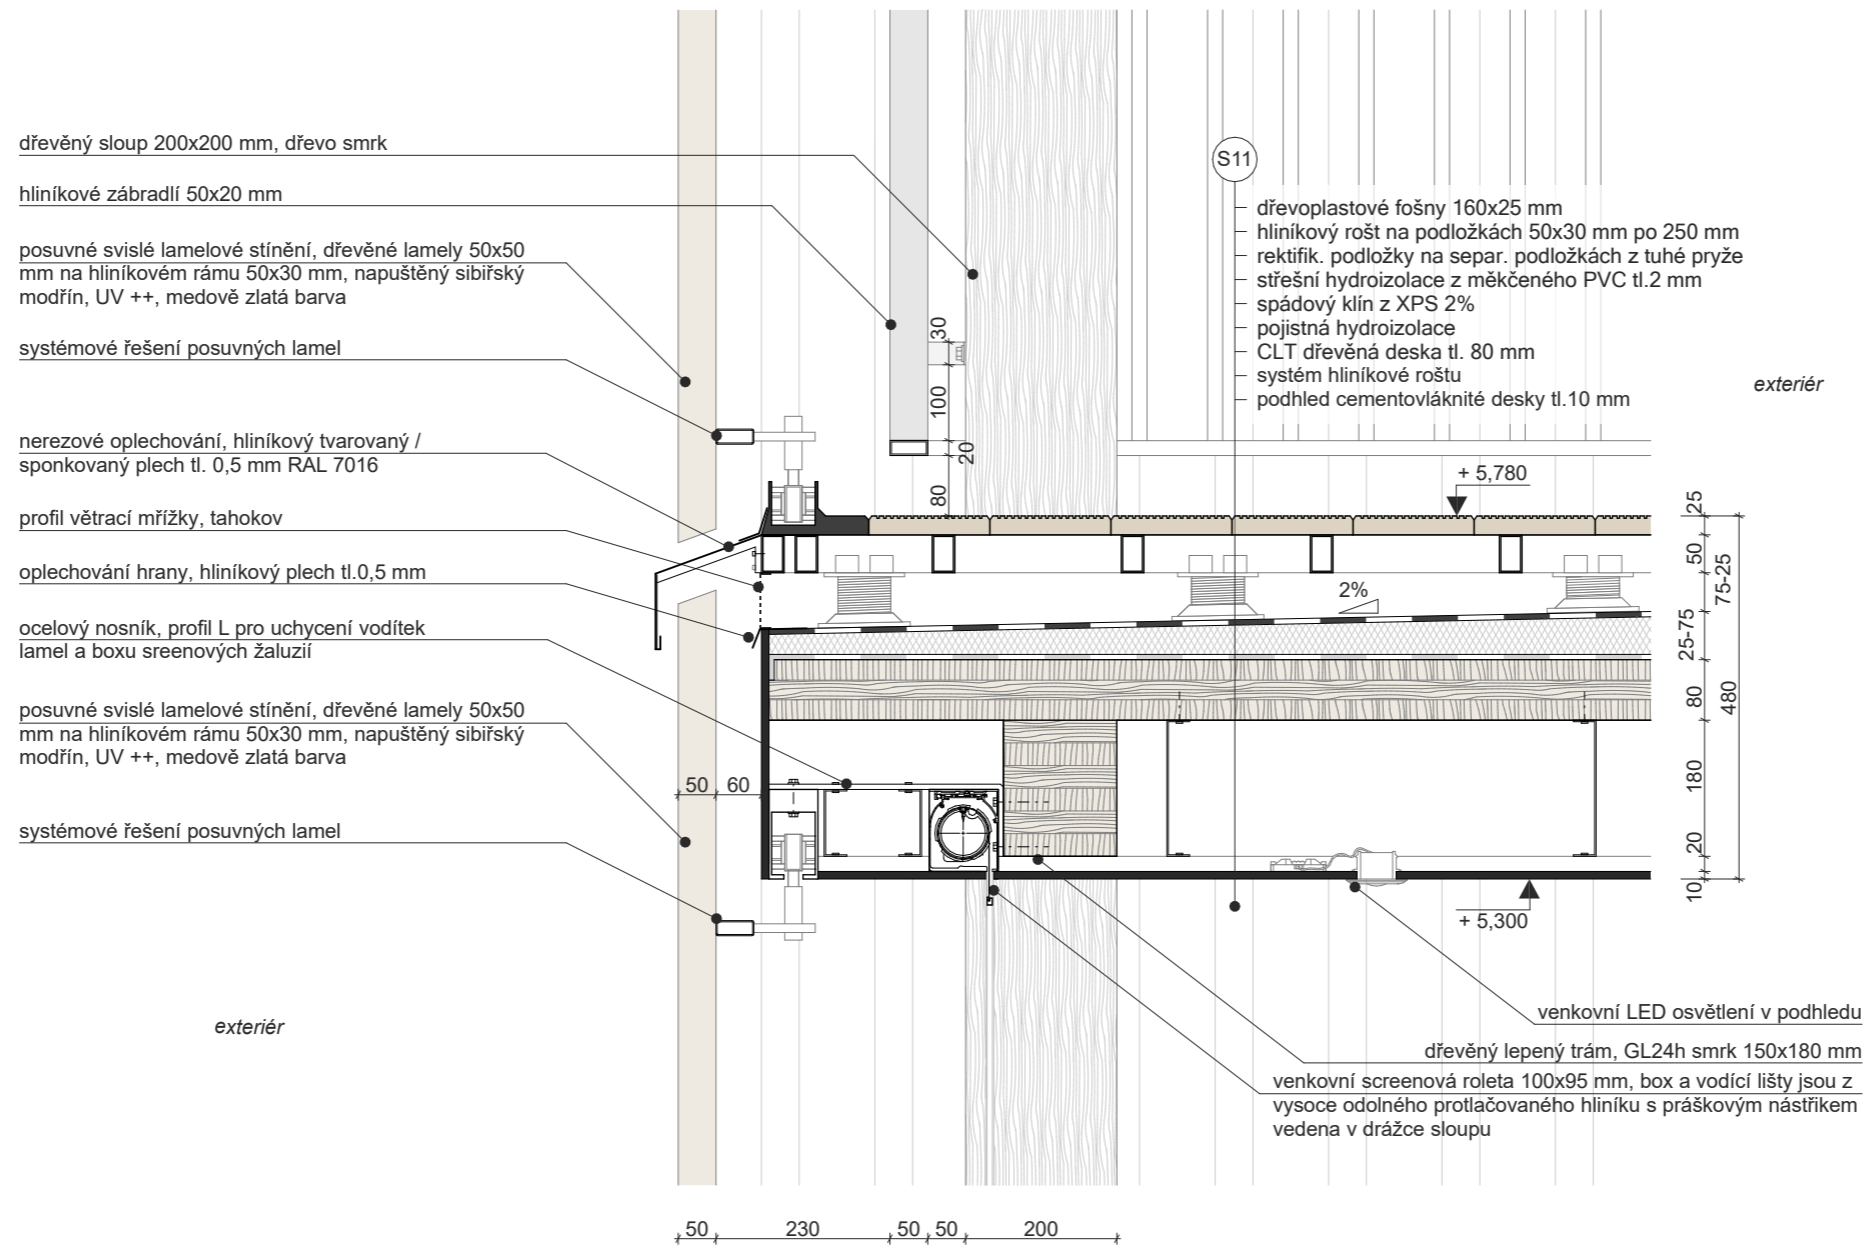 dřevěný sloup 200x200 mm, dřevo smrk
hliníkové zábradlí 50x20 mm
posuvné svislé lamelové stínění, dřevěné lamely 50x50
mm na hliníkovém rámu 50x30 mm, napuštěný sibiřský
modřín, UV ++, medově zlatá barva
systémové řešení posuvných lamel
nerezové oplechování, hliníkový tvarovaný /
sponkovaný plech tl. 0,5 mm RAL 7016
profil větrací mřížky, tahokov
oplechování hrany, hliníkový plech tl.0,5 mm
ocelový nosník, profil L pro uchycení vodítek
lamel a boxu sreenových žaluzií
posuvné svislé lamelové stínění, dřevěné lamely 50x50
mm na hliníkovém rámu 50x30 mm, napuštěný sibiřský
modřín, UV ++, medově zlatá barva
systémové řešení posuvných lamel
exteriér
S11
dřevoplastové fošny 160x25 mm
hliníkový rošt na podložkách 50x30 mm po 250 mm
rektifik. podložky na separ. podložkách z tuhé pryže
střešní hydroizolace z měkčeného PVC tl.2 mm
spádový klín z XPS 2%
pojistná hydroizolace
CLT dřevěná deska tl. 80 mm
systém hliníkové roštu
podhled cementovláknité desky tl.10 mm
exteriér
30
100
20
80
+ 5,780
2%
25
50
75-25
25-75
80
480
180
20
10
50 60
+ 5,300
venkovní LED osvětlení v podhledu
dřevěný lepený trám, GL24h smrk 150x180 mm
venkovní screenová roleta 100x95 mm, box a vodící lišty jsou z
vysoce odolného protlačovaného hliníku s práškovým nástřikem
vedena v drážce sloupu
50 230 50 50 200